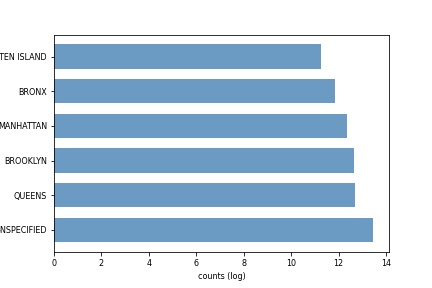 TEN ISLAND
BRONX
MANHATTAN
BROOKLYN
QUEENS
NSPECIFIED
0 2 4 6 8 10 12 14
counts (log)